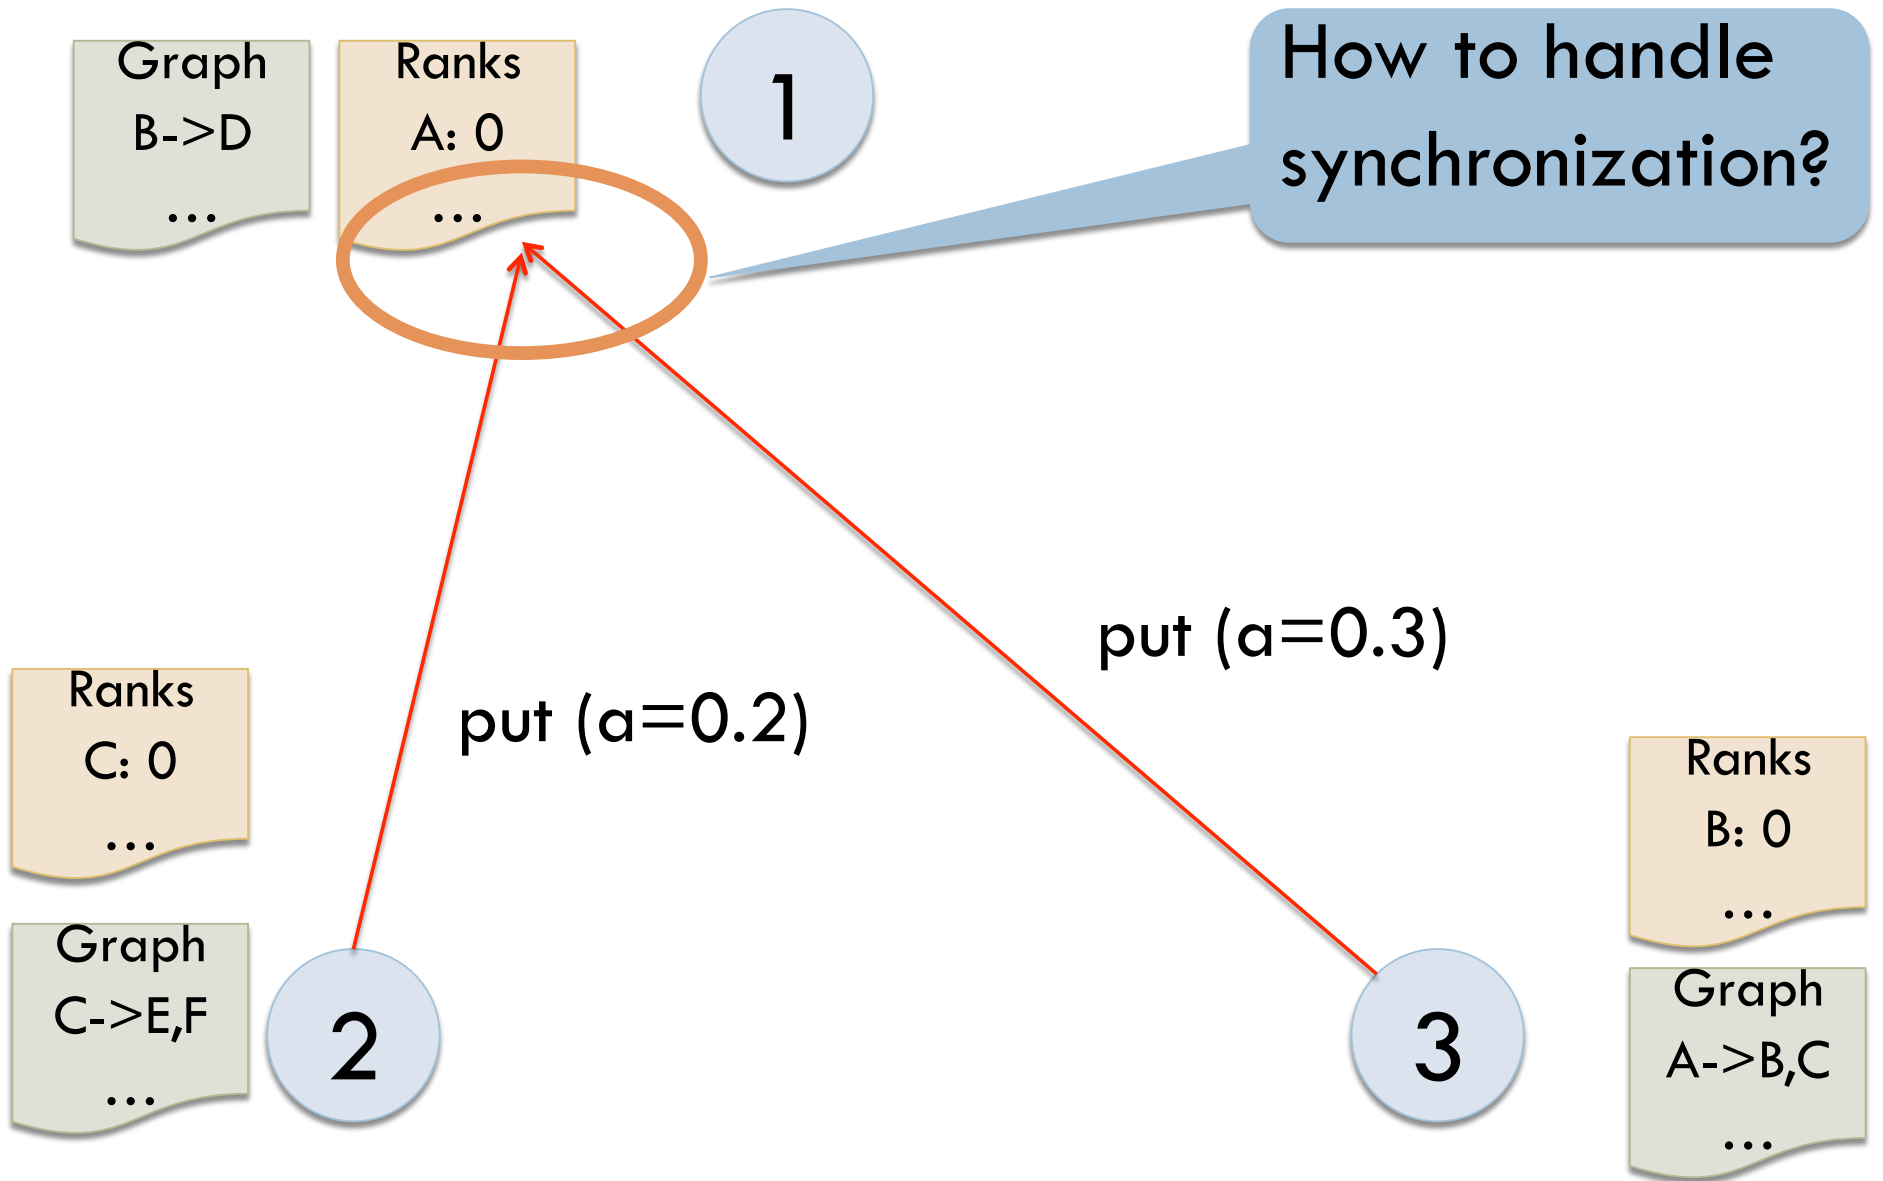 Graph
B->D
...
Ranks
A: 0
...
1
How to handle
synchronization?
put (a=0.3)
put (a=0.2)
Ranks
C: 0
...
Graph
C->E,F
...
2
3
Ranks
B: 0
...
Graph
A->B,C
...